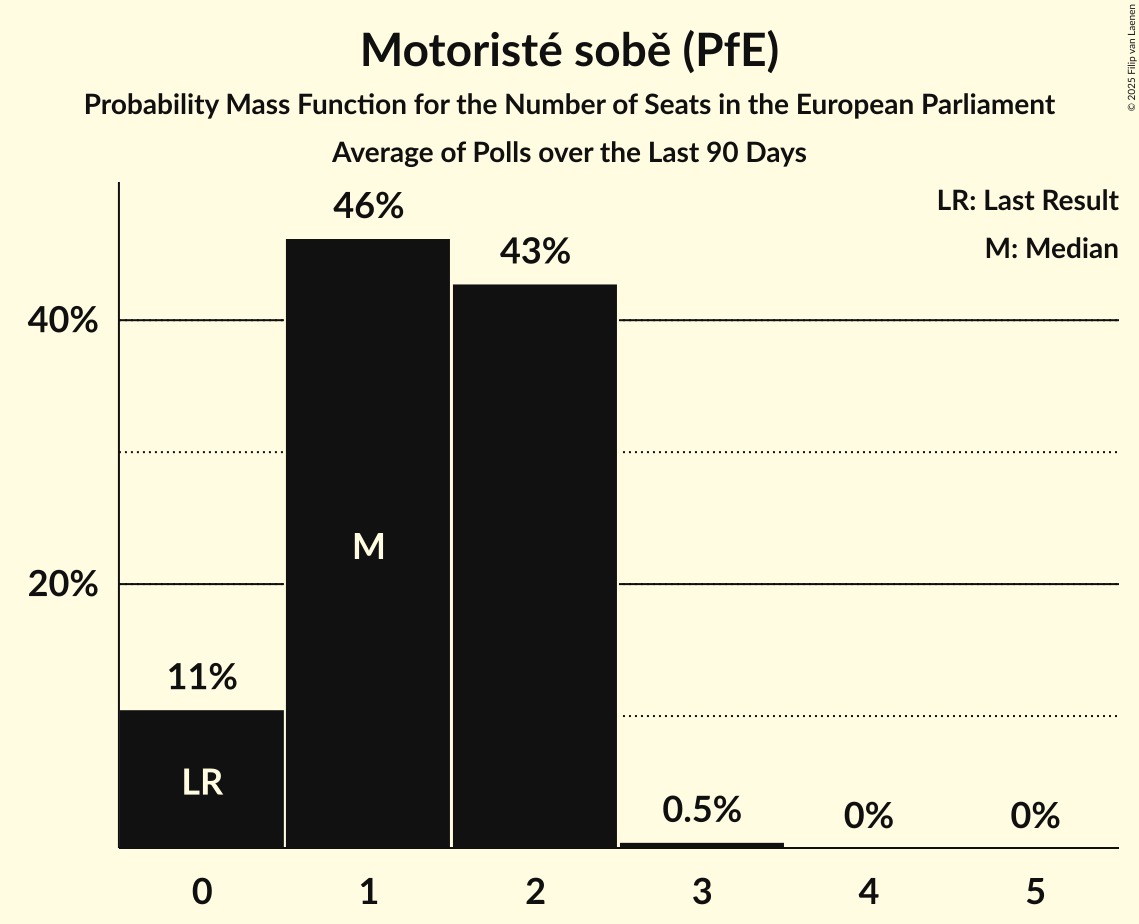 Motoristé sobě (PfE)
Probability Mass Function for the Number of Seats in the European Parliament
Average of Polls over the Last 90 Days
© 2025 Filip van Laenen
LR: Last Result
M: Median
46%
43%
40%
M
20%
11%
LR
0.5%
0%
0%
0
1
2
3
4
5